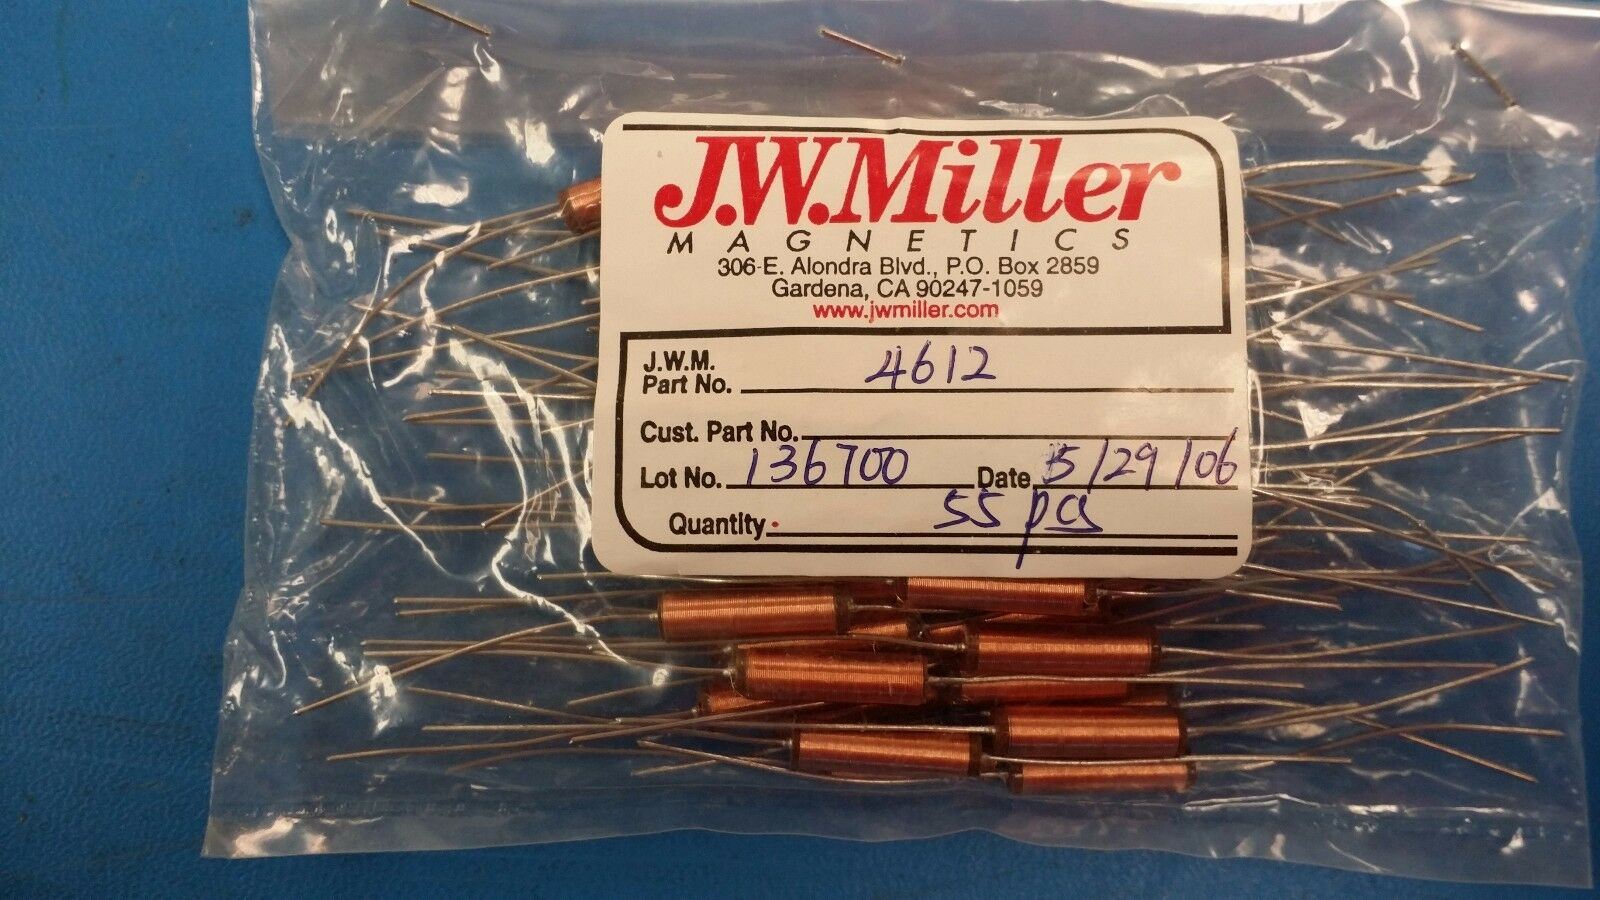 J.W.Miller
MAGNETICS
306 E. Alondra Blvd., P.O. Box 2859
Gardena, CA 90247-1059
www.jwmiller.com
J.W.M.
Part No. 4612
Cust. Part No.
Lot No. 136700 Date 5/29/06
Quantity 55 pcs